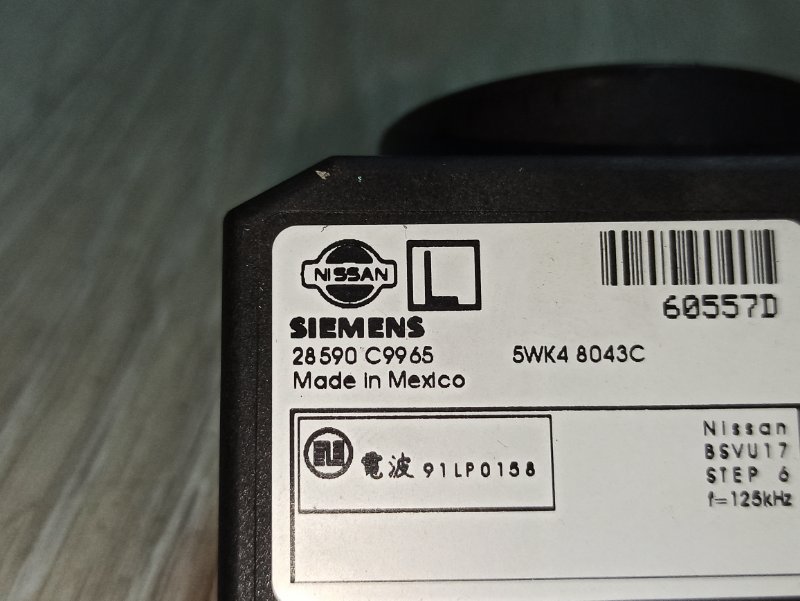 NISSAN
L
60557D
SIEMENS
28590 C9965
5WK4 8043C
Made in Mexico
電波 91LP0158
Nissan
BSVU17
STEP 6
f=125kHz